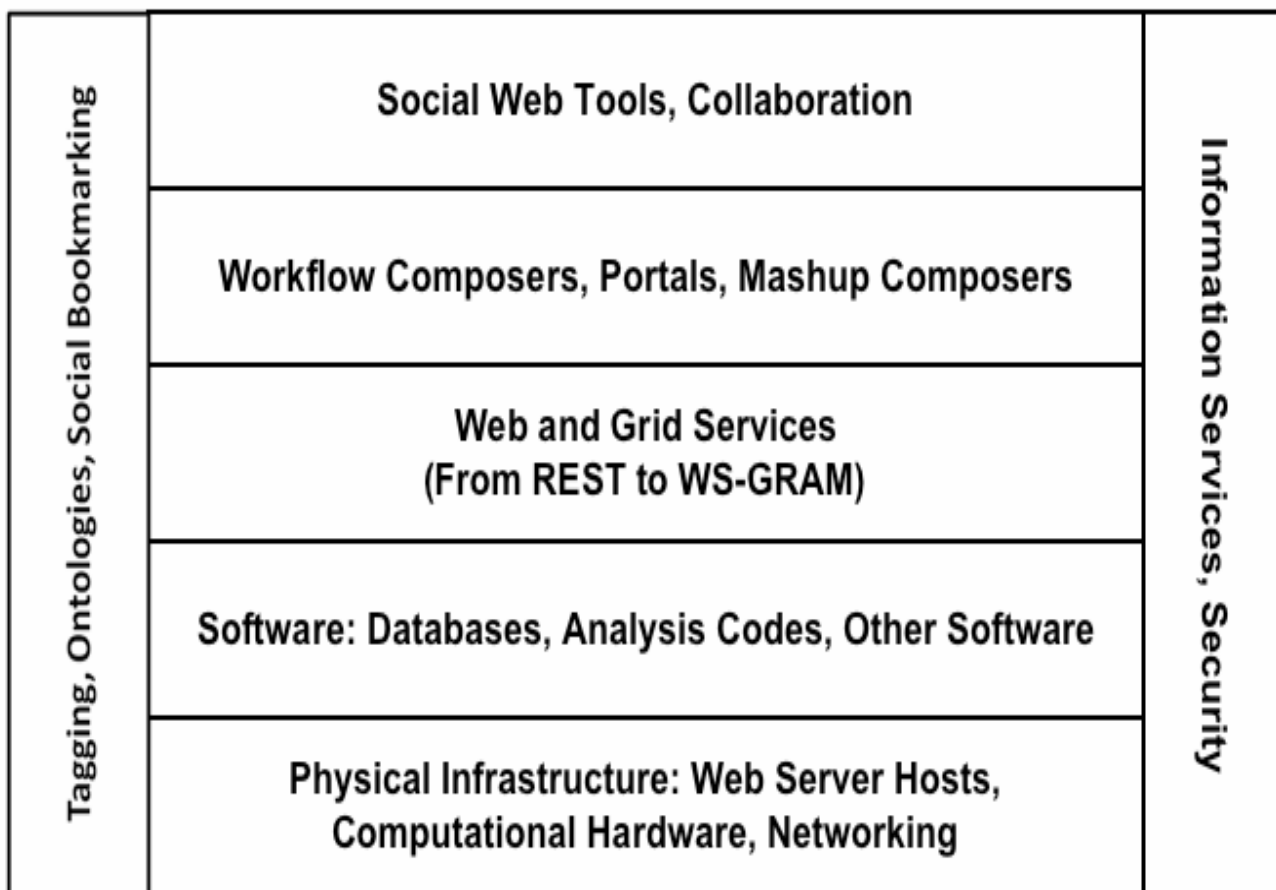 Tagging, Ontologies, Social Bookmarking
Social Web Tools, Collaboration
Workflow Composers, Portals, Mashup Composers
Web and Grid Services
(From REST to WS-GRAM)
Software: Databases, Analysis Codes, Other Software
Physical Infrastructure: Web Server Hosts,
Computational Hardware, Networking
Information Services, Security